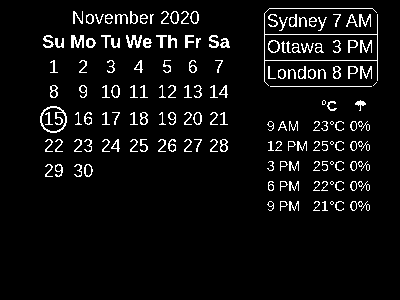 November 2020
Su Mo Tu We Th Fr Sa
1 2 3 4 5 6 7
8 9 10 11 12 13 14
15 16 17 18 19 20 21
22 23 24 25 26 27 28
29 30
Sydney 7 AM
Ottawa 3 PM
London 8 PM
°C ☂
9 AM 23°C 0%
12 PM 25°C 0%
3 PM 25°C 0%
6 PM 22°C 0%
9 PM 21°C 0%